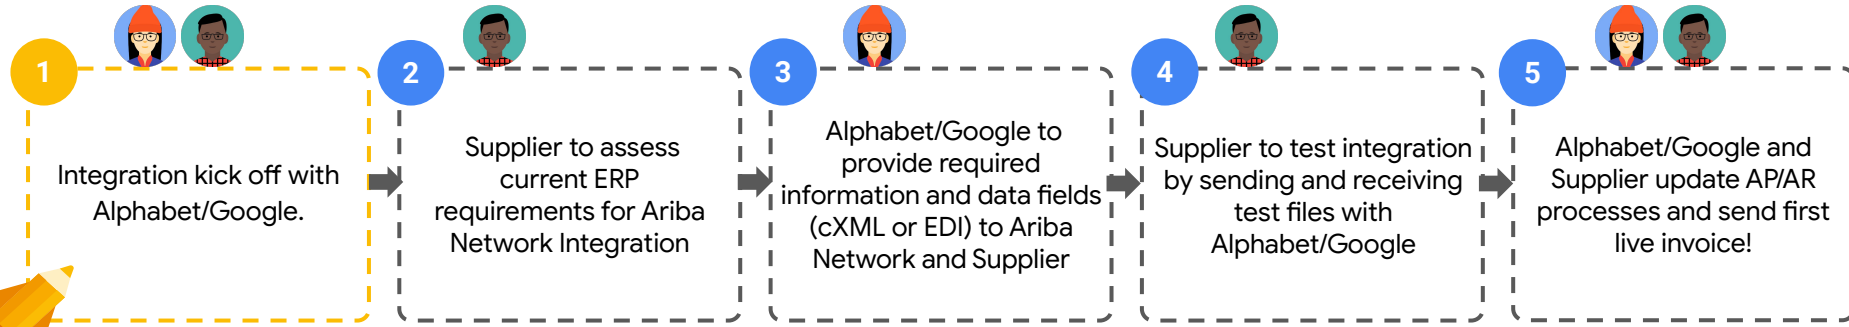 1
Integration kick off with
Alphabet/Google.
2
Supplier to assess
current ERP
requirements for Ariba
Network Integration
3
Alphabet/Google to
provide required
information and data fields
(cXML or EDI) to Ariba
Network and Supplier
4
Supplier to test integration
by sending and receiving
test files with
Alphabet/Google
5
Alphabet/Google and
Supplier update AP/AR
processes and send first
live invoice!